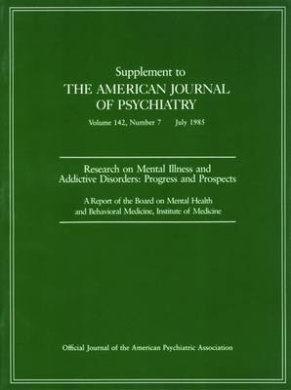 Supplement to
THE AMERICAN JOURNAL
OF PSYCHIATRY
Volume 142, Number 7 July 1985
Research on Mental Illness and
Addictive Disorders: Progress and Prospects
A Report of the Board on Mental Health
and Behavioral Medicine, Institute of Medicine
Official Journal of the American Psychiatric Association